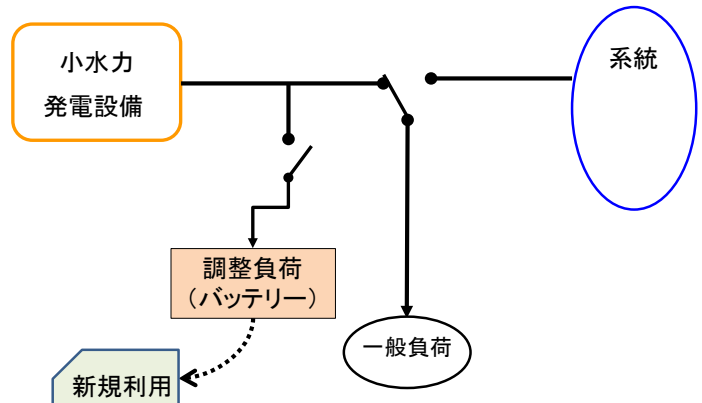 小水力
発電設備
系統
調整負荷
（バッテリー）
一般負荷
新規利用